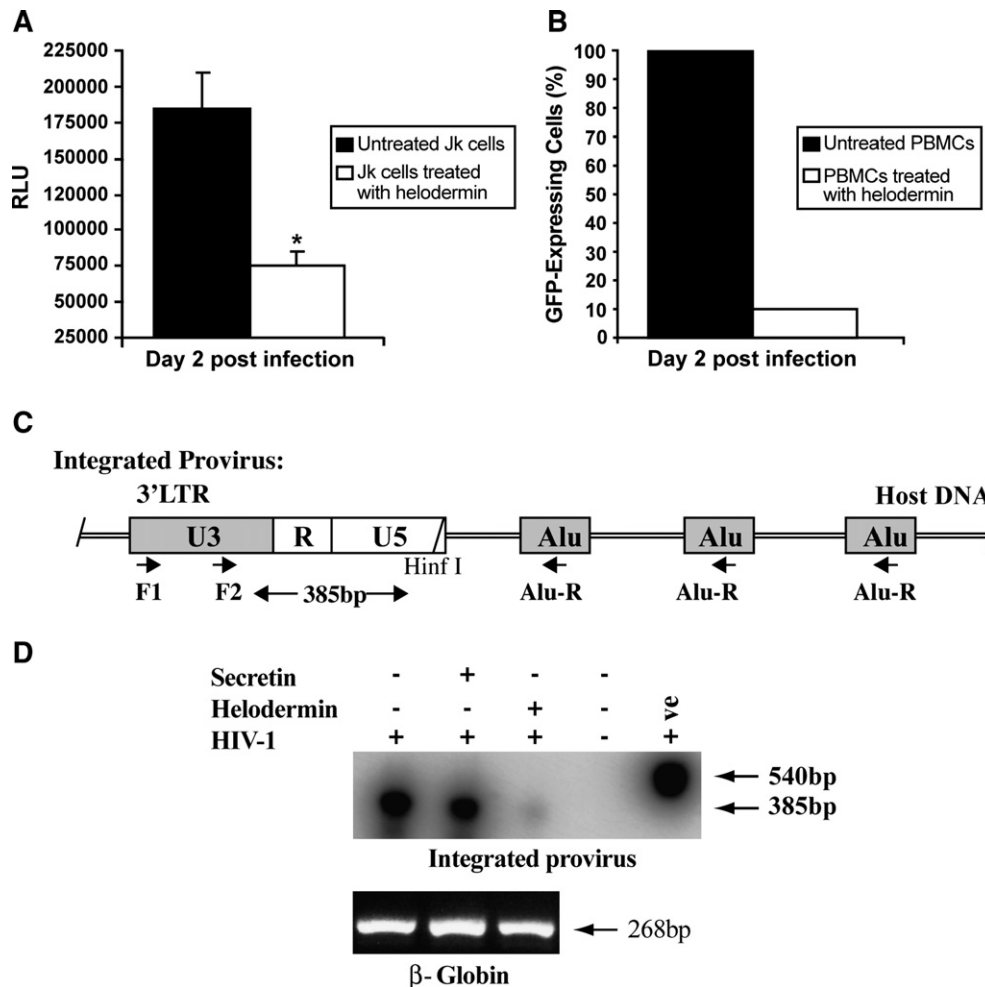 A
225000
200000
175000
150000
125000
100000
75000
50000
25000
RLU
*
Untreated Jk cells
Jk cells treated
with helodermin
Day 2 post infection
B
100
90
80
70
60
50
40
30
20
10
0
GFP-Expressing Cells (%)
Untreated PBMCs
PBMCs treated
with helodermin
Day 2 post infection
C
Integrated Provirus:
3'LTR
Host DNA
U3 R U5 Alu Alu Alu
Hinf I
F1 F2 385bp Alu-R Alu-R Alu-R
D
Secretin - + - -
Helodermin - - + - ve
HIV-1 + + + - +
540bp
385bp
Integrated provirus
268bp
β- Globin